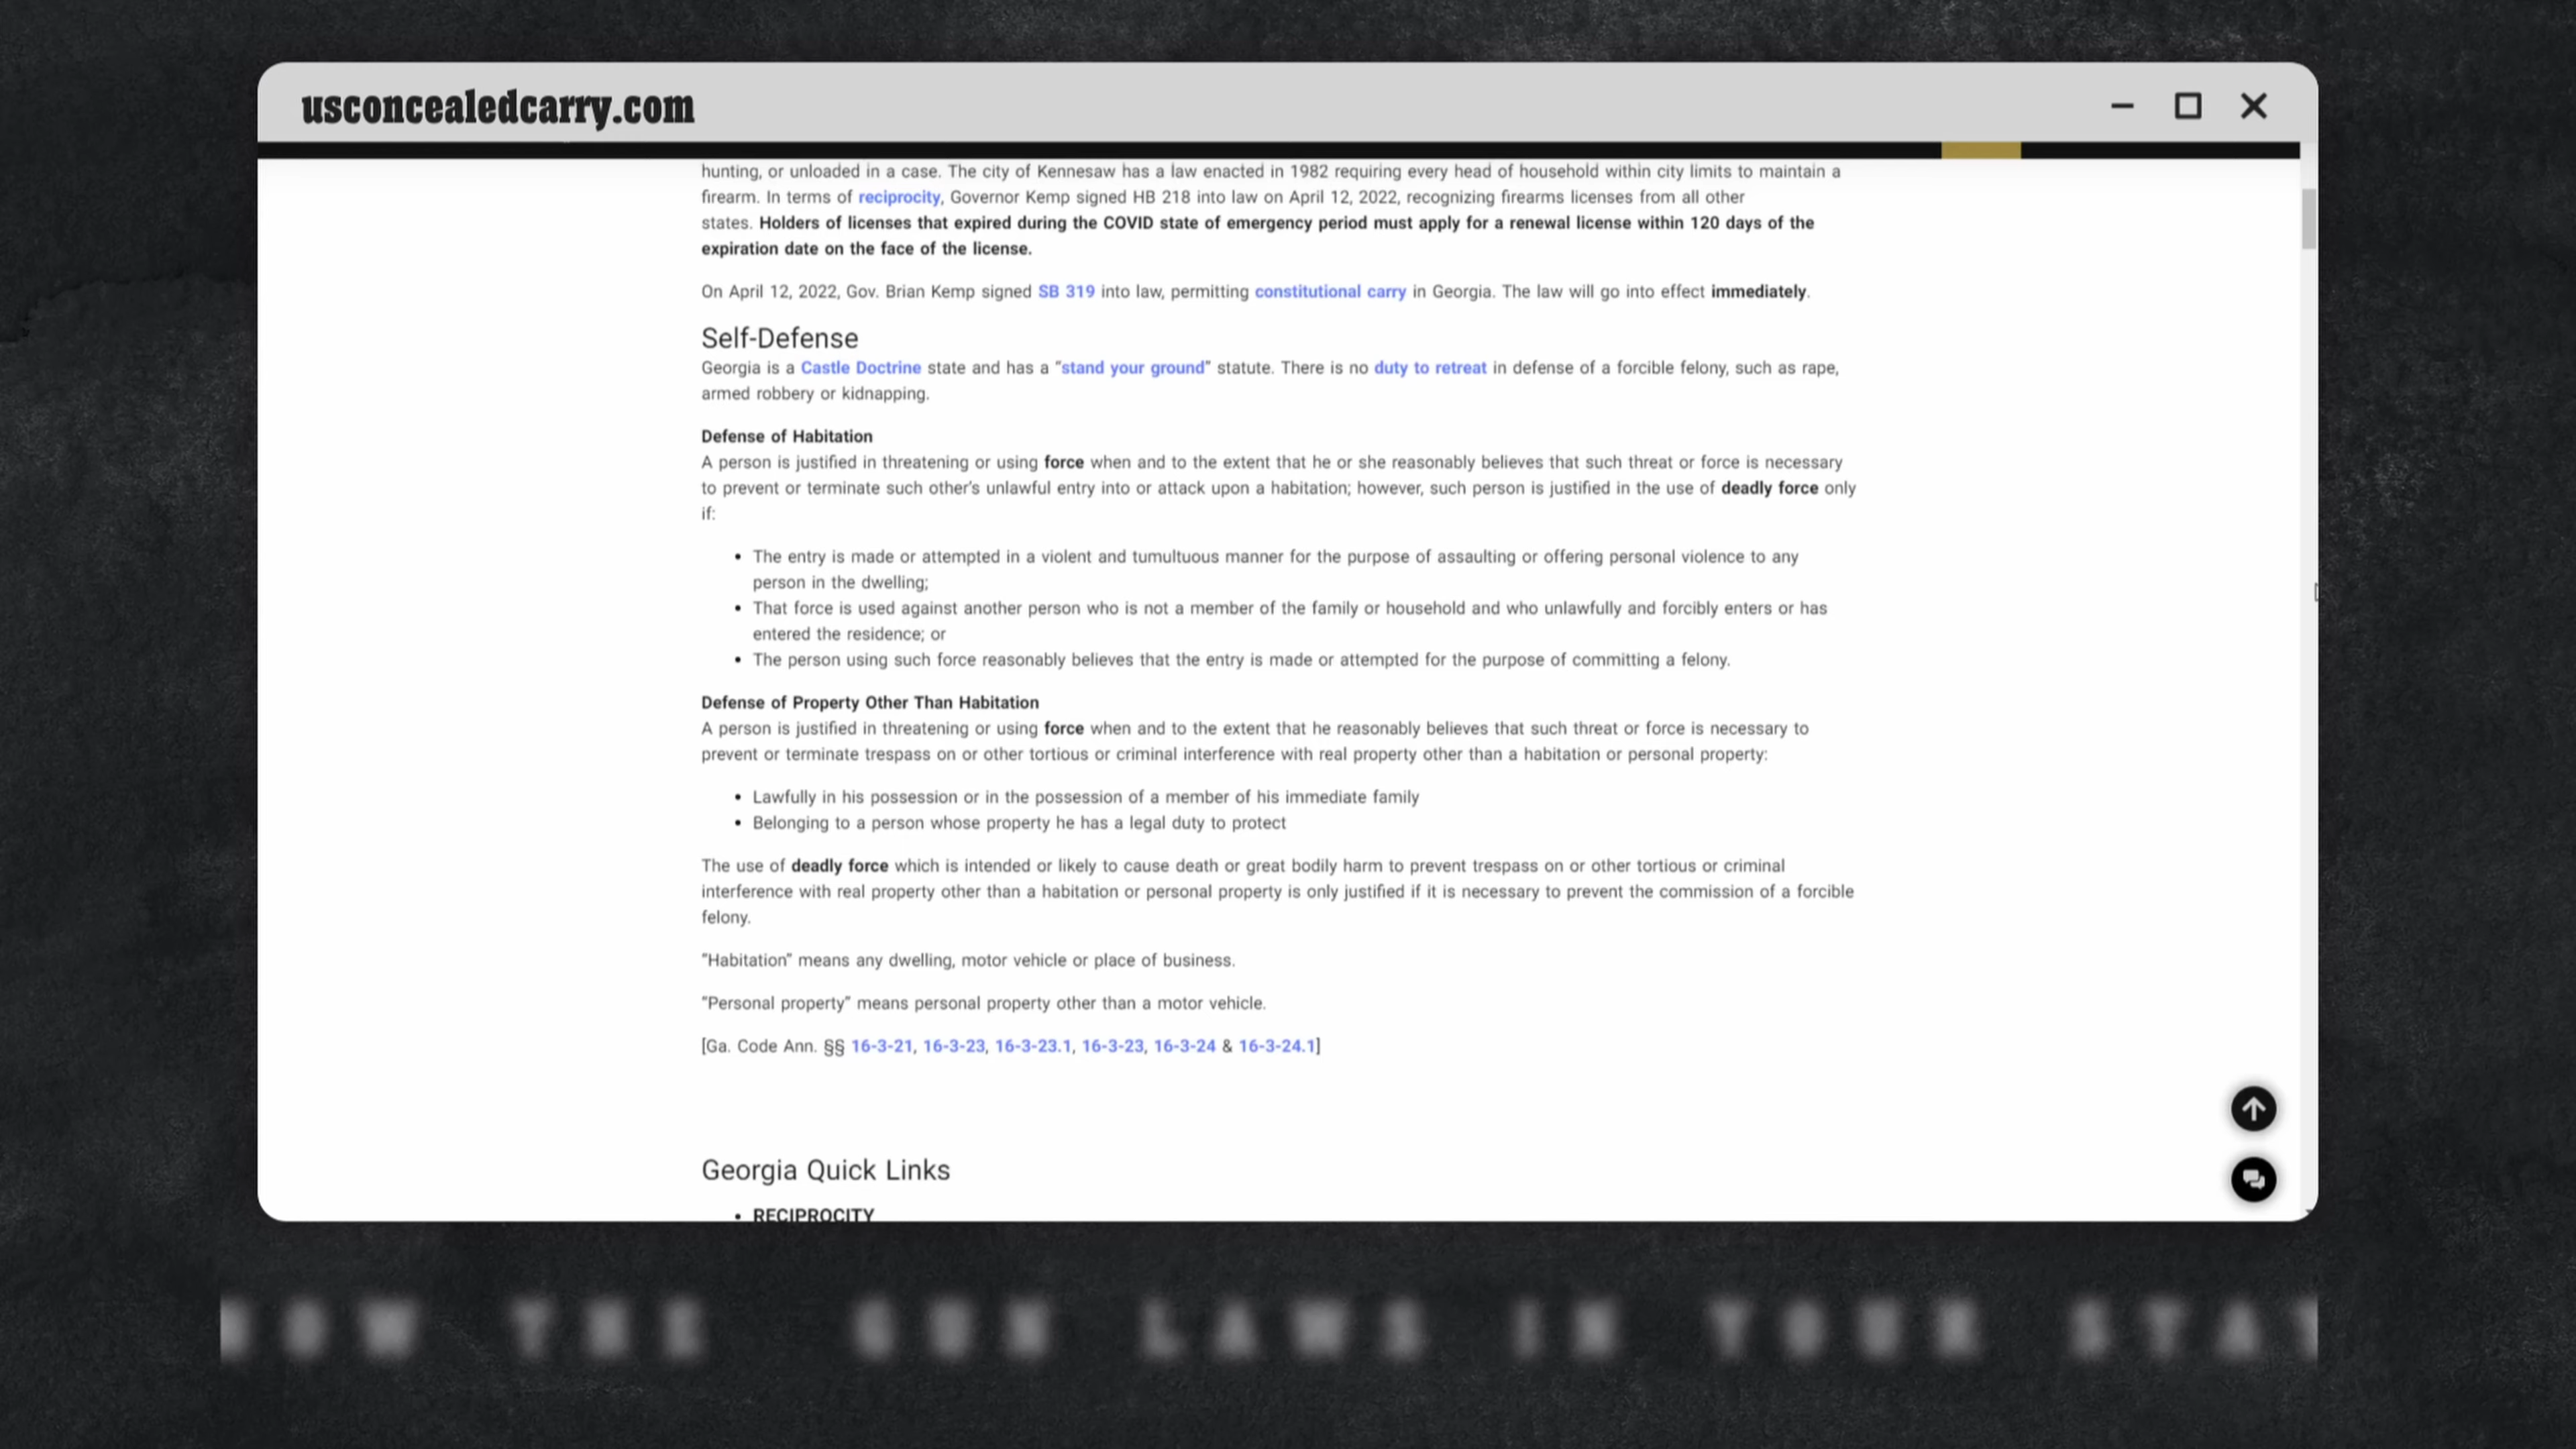 usconcealedcarry.com
hunting, or unloaded in a case. The city of Kennesaw has a law enacted in 1982 requiring every head of household within city limits to maintain a
firearm. In terms of reciprocity, Governor Kemp signed HB 218 into law on April 12, 2022, recognizing firearms licenses from all other
states. Holders of licenses that expired during the COVID state of emergency period must apply for a renewal license within 120 days of the
expiration date on the face of the license.
On April 12, 2022, Gov. Brian Kemp signed SB 319 into law, permitting constitutional carry in Georgia. The law will go into effect immediately.
Self-Defense
Georgia is a Castle Doctrine state and has a “stand your ground” statute. There is no duty to retreat in defense of a forcible felony, such as rape,
armed robbery or kidnapping.
Defense of Habitation
A person is justified in threatening or using force when and to the extent that he or she reasonably believes that such threat or force is necessary
to prevent or terminate such other’s unlawful entry into or attack upon a habitation; however, such person is justified in the use of deadly force only
if:
• The entry is made or attempted in a violent and tumultuous manner for the purpose of assaulting or offering personal violence to any
person in the dwelling;
• That force is used against another person who is not a member of the family or household and who unlawfully and forcibly enters or has
entered the residence; or
• The person using such force reasonably believes that the entry is made or attempted for the purpose of committing a felony.
Defense of Property Other Than Habitation
A person is justified in threatening or using force when and to the extent that he reasonably believes that such threat or force is necessary to
prevent or terminate trespass on or other tortious or criminal interference with real property other than a habitation or personal property:
• Lawfully in his possession or in the possession of a member of his immediate family
• Belonging to a person whose property he has a legal duty to protect
The use of deadly force which is intended or likely to cause death or great bodily harm to prevent trespass on or other tortious or criminal
interference with real property other than a habitation or personal property is only justified if it is necessary to prevent the commission of a forcible
felony.
“Habitation” means any dwelling, motor vehicle or place of business.
“Personal property” means personal property other than a motor vehicle.
[Ga. Code Ann. §§ 16-3-21, 16-3-23, 16-3-23.1, 16-3-23, 16-3-24 & 16-3-24.1]
Georgia Quick Links
• RECIPROCITY
THE GUN LAWS IN YOUR